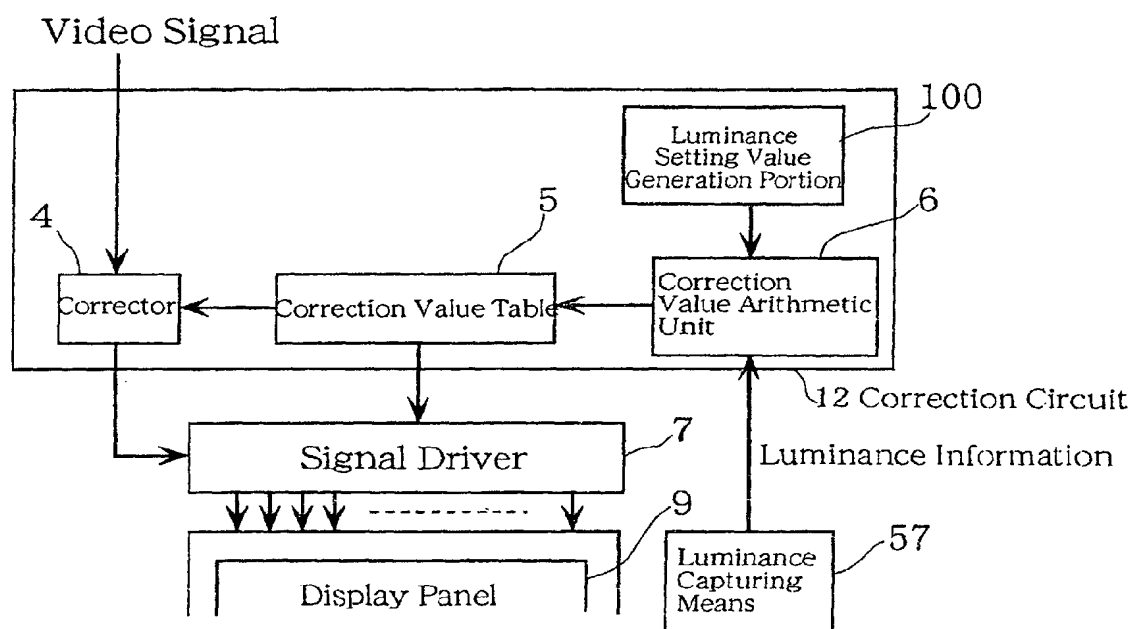 Video Signal
100
Luminance
Setting Value
Generation Portion
4
5
6
Corrector
Correction Value Table
Correction
Value Arithmetic
Unit
12 Correction Circuit
7
Signal Driver
Luminance Information
9
57
Display Panel
Luminance
Capturing
Means